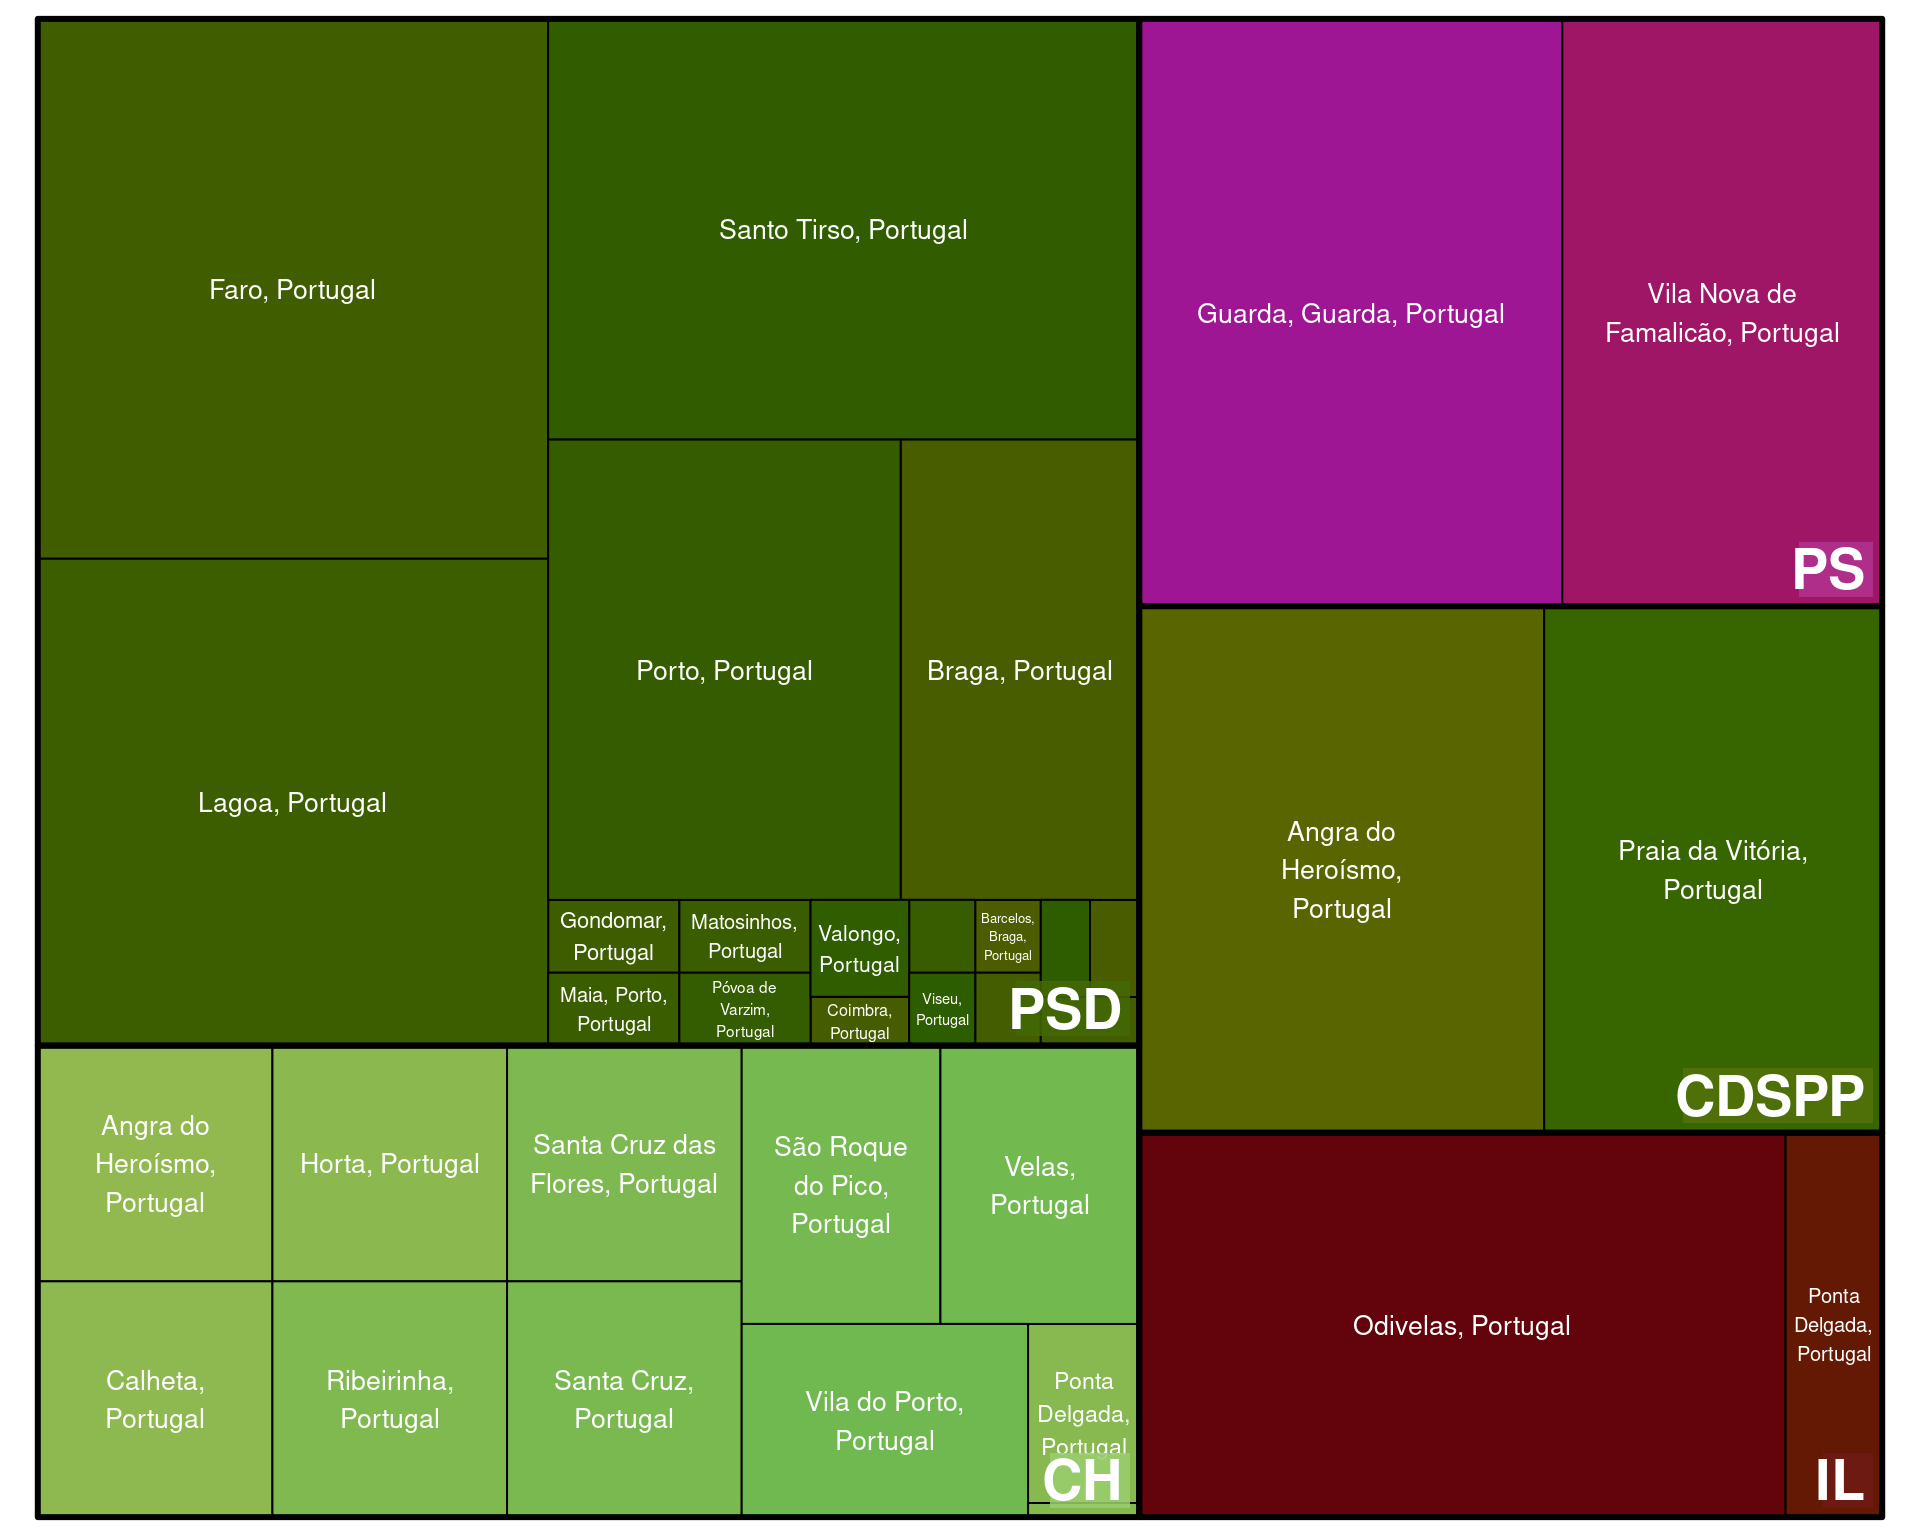 Faro, Portugal
Santo Tirso, Portugal
Lagoa, Portugal
Porto, Portugal
Braga, Portugal
Gondomar,
Portugal
Matosinhos,
Portugal
Valongo,
Portugal
Barcelos,
Braga,
Portugal
Maia, Porto,
Portugal
Póvoa de
Varzim,
Portugal
Coimbra,
Portugal
Viseu,
Portugal
PSD
Guarda, Guarda, Portugal
Vila Nova de
Famalicão, Portugal
PS
Angra do
Heroísmo,
Portugal
Praia da Vitória,
Portugal
CDSPP
Angra do
Heroísmo,
Portugal
Horta, Portugal
Santa Cruz das
Flores, Portugal
São Roque
do Pico,
Portugal
Velas,
Portugal
Calheta,
Portugal
Ribeirinha,
Portugal
Santa Cruz,
Portugal
Vila do Porto,
Portugal
Ponta
Delgada,
Portugal
CH
Odivelas, Portugal
Ponta
Delgada,
Portugal
IL